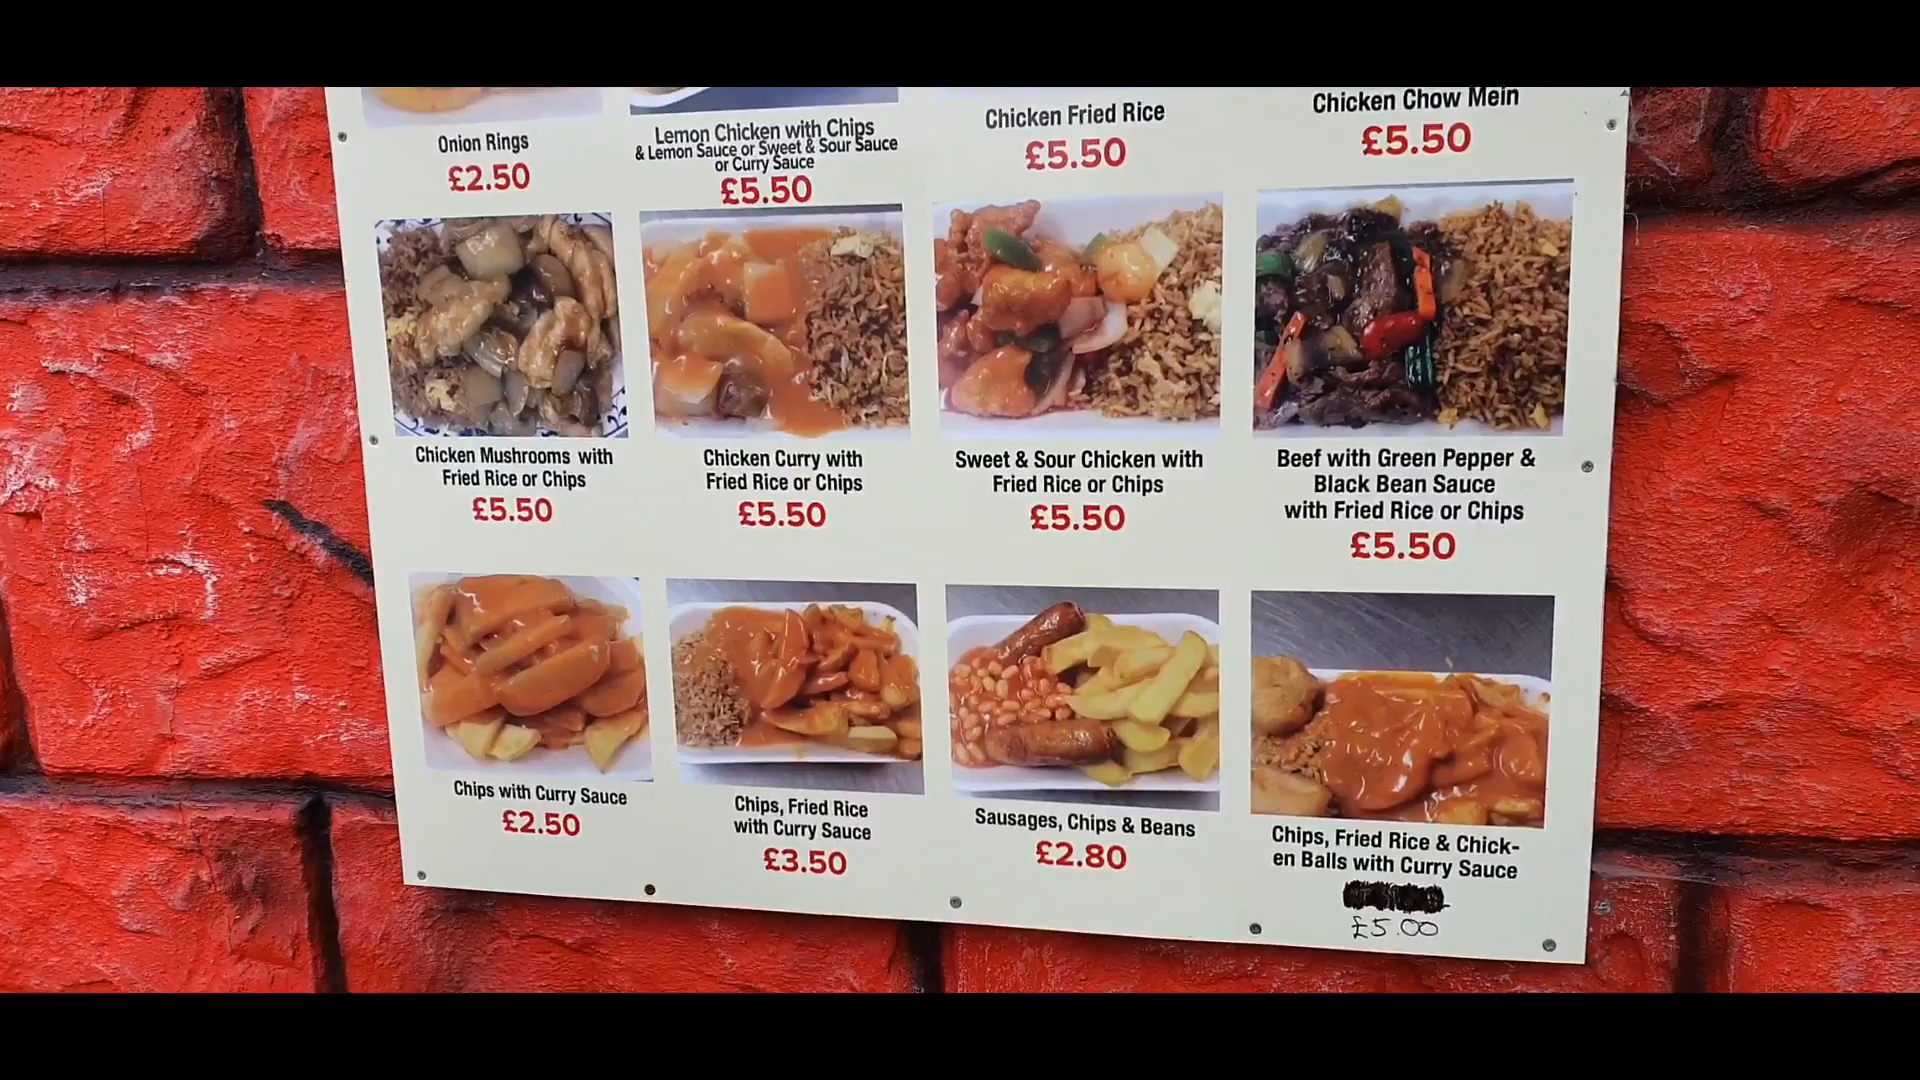 Onion Rings
£2.50
Lemon Chicken with Chips
& Lemon Sauce or Sweet & Sour Sauce
or Curry Sauce
£5.50
Chicken Fried Rice
£5.50
Chicken Chow Mein
£5.50
Chicken Mushrooms with
Fried Rice or Chips
£5.50
Chicken Curry with
Fried Rice or Chips
£5.50
Sweet & Sour Chicken with
Fried Rice or Chips
£5.50
Beef with Green Pepper &
Black Bean Sauce
with Fried Rice or Chips
£5.50
Chips with Curry Sauce
£2.50
Chips, Fried Rice
with Curry Sauce
£3.50
Sausages, Chips & Beans
£2.80
Chips, Fried Rice & Chick-
en Balls with Curry Sauce
£5.00